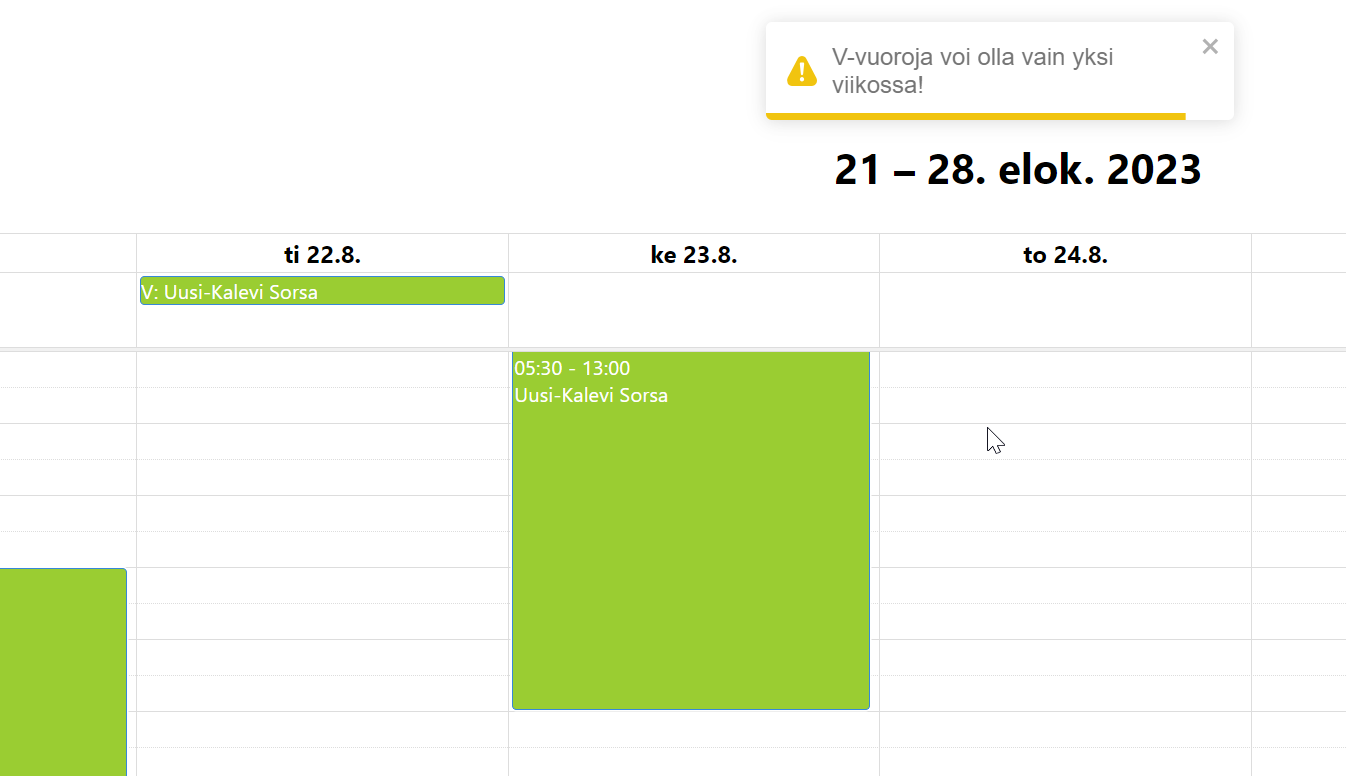 V-vuoroja voi olla vain yksi
viikossa!
21 – 28. elok. 2023
ti 22.8.
ke 23.8.
to 24.8.
V: Uusi-Kalevi Sorsa
05:30 - 13:00
Uusi-Kalevi Sorsa